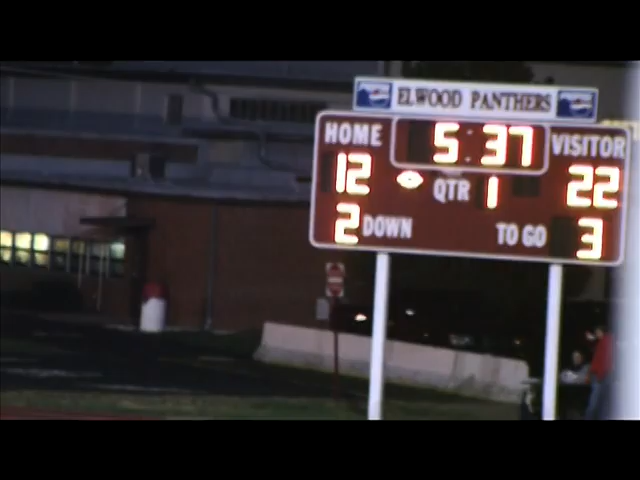 ELWOOD PANTHERS
HOME 5:37 VISITOR
12 QTR 1 22
2 DOWN TO GO 3